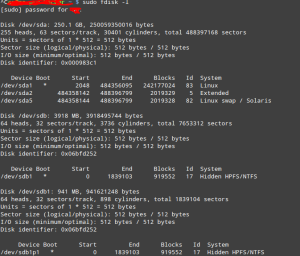 $ sudo fdisk -l
[sudo] password for
Disk /dev/sda: 250.1 GB, 250059350016 bytes
255 heads, 63 sectors/track, 30401 cylinders, total 488397168 sectors
Units = sectors of 1 * 512 = 512 bytes
Sector size (logical/physical): 512 bytes / 512 bytes
I/O size (minimum/optimal): 512 bytes / 512 bytes
Disk identifier: 0x000983c1
Device Boot Start End Blocks Id System
/dev/sda1 * 2048 484356095 242177024 83 Linux
/dev/sda2 484358142 488396799 2019329 5 Extended
/dev/sda5 484358144 488396799 2019328 82 Linux swap / Solaris
Disk /dev/sdb: 3918 MB, 3918495744 bytes
64 heads, 32 sectors/track, 3736 cylinders, total 7653312 sectors
Units = sectors of 1 * 512 = 512 bytes
Sector size (logical/physical): 512 bytes / 512 bytes
I/O size (minimum/optimal): 512 bytes / 512 bytes
Disk identifier: 0x06bfd252
Device Boot Start End Blocks Id System
/dev/sdb1 * 0 1839103 919552 17 Hidden HPFS/NTFS
Disk /dev/sdb1: 941 MB, 941621248 bytes
64 heads, 32 sectors/track, 898 cylinders, total 1839104 sectors
Units = sectors of 1 * 512 = 512 bytes
Sector size (logical/physical): 512 bytes / 512 bytes
I/O size (minimum/optimal): 512 bytes / 512 bytes
Disk identifier: 0x06bfd252
Device Boot Start End Blocks Id System
/dev/sdb1p1 * 0 1839103 919552 17 Hidden HPFS/NTFS